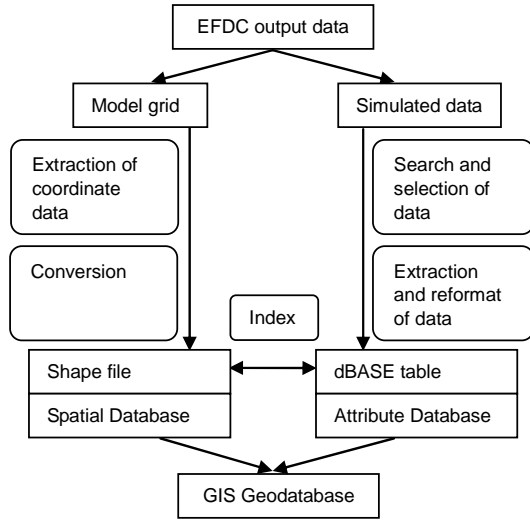 EFDC output data
Model grid
Simulated data
Extraction of
coordinate
data
Search and
selection of
data
Conversion
Extraction
and reformat
of data
Index
Shape file
dBASE table
Spatial Database
Attribute Database
GIS Geodatabase